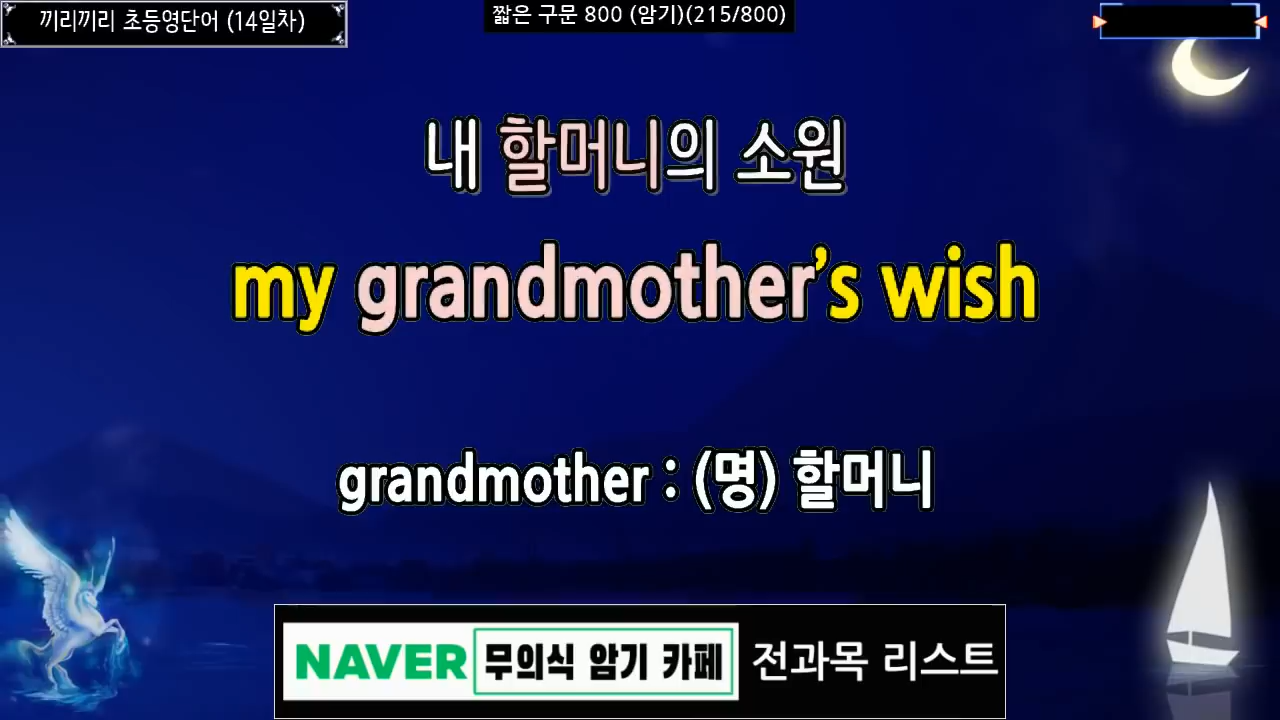 끼리끼리 초등영단어 (14일차)
짧은 구문 800 (암기)(215/800)
내 할머니의 소원
my grandmother’s wish
grandmother : (명) 할머니
NAVER 무의식 암기 카페 전과목 리스트